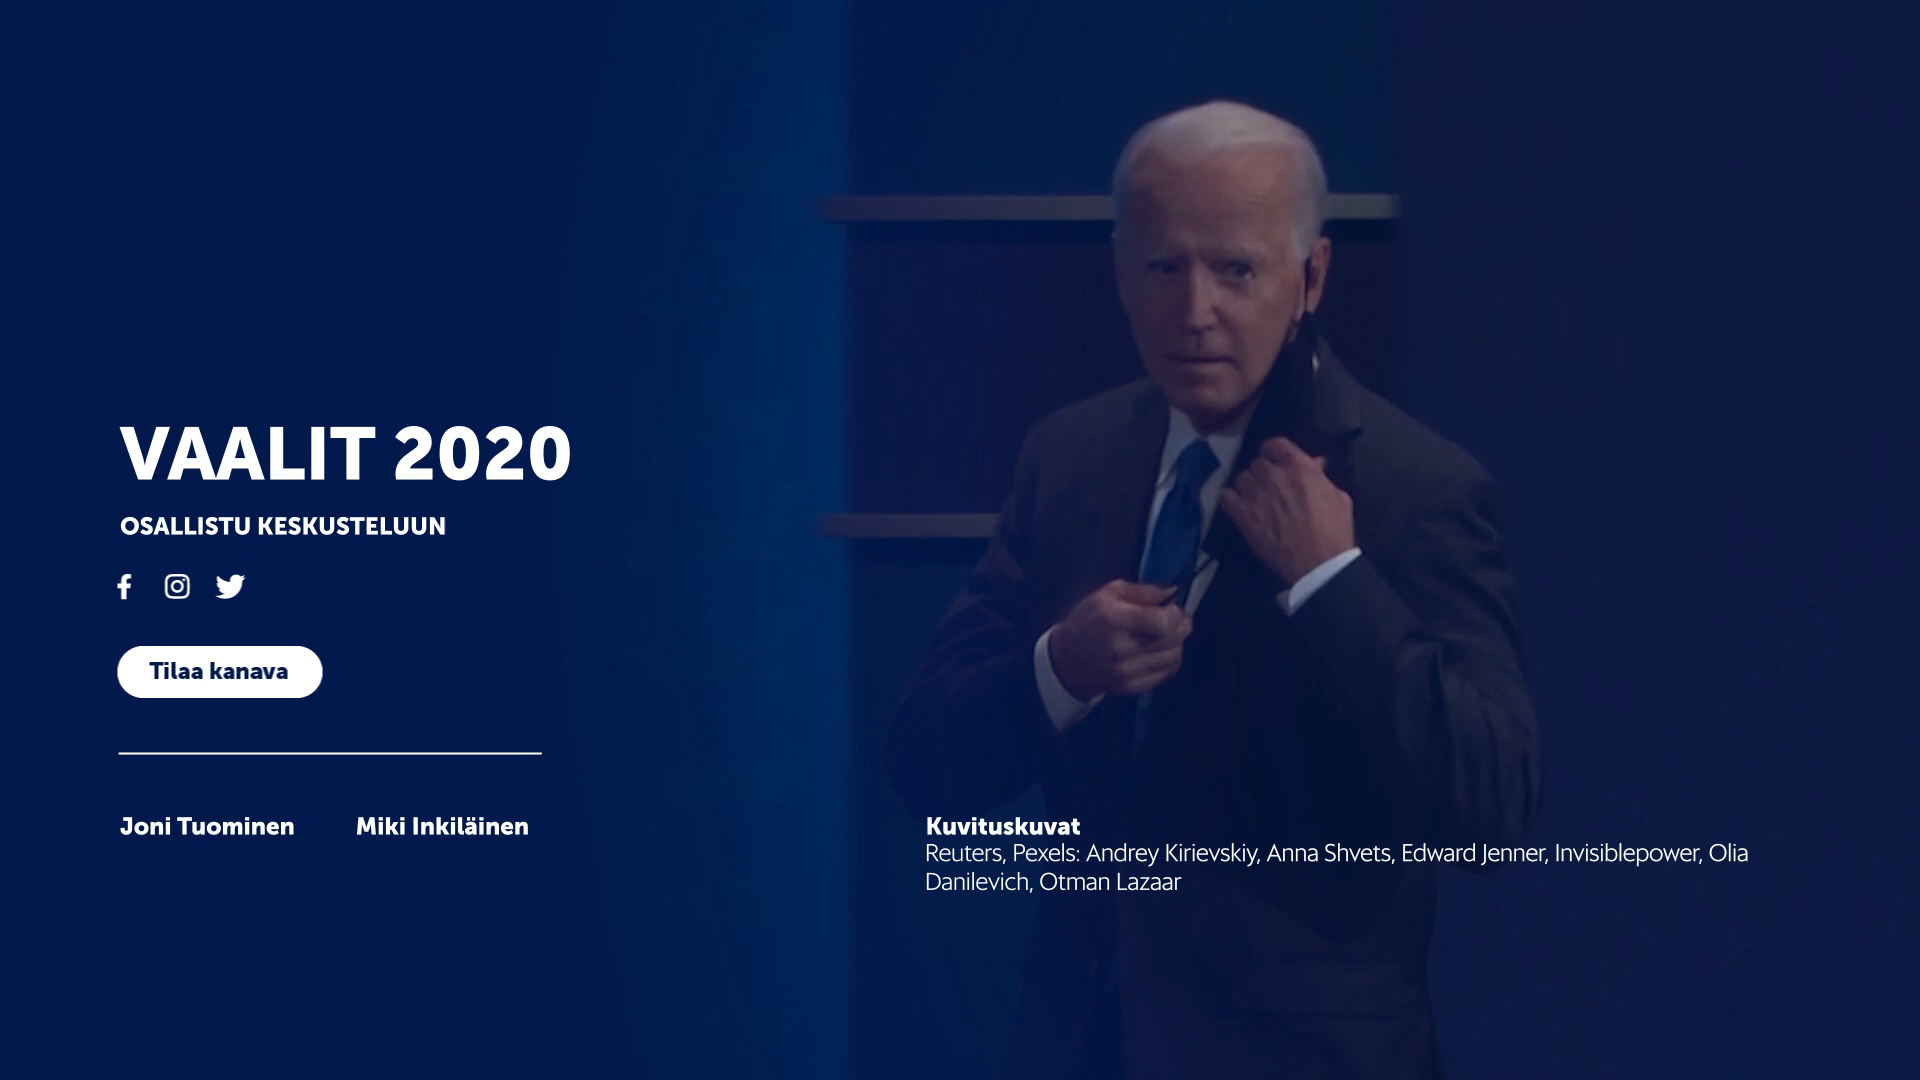 VAALIT 2020
OSALLISTU KESKUSTELUUN
Tilaa kanava
Joni Tuominen
Miki Inkiläinen
Kuvituskuvat
Reuters, Pexels: Andrey Kirievskiy, Anna Shvets, Edward Jenner, Invisiblepower, Olia
Danilevich, Otman Lazaar